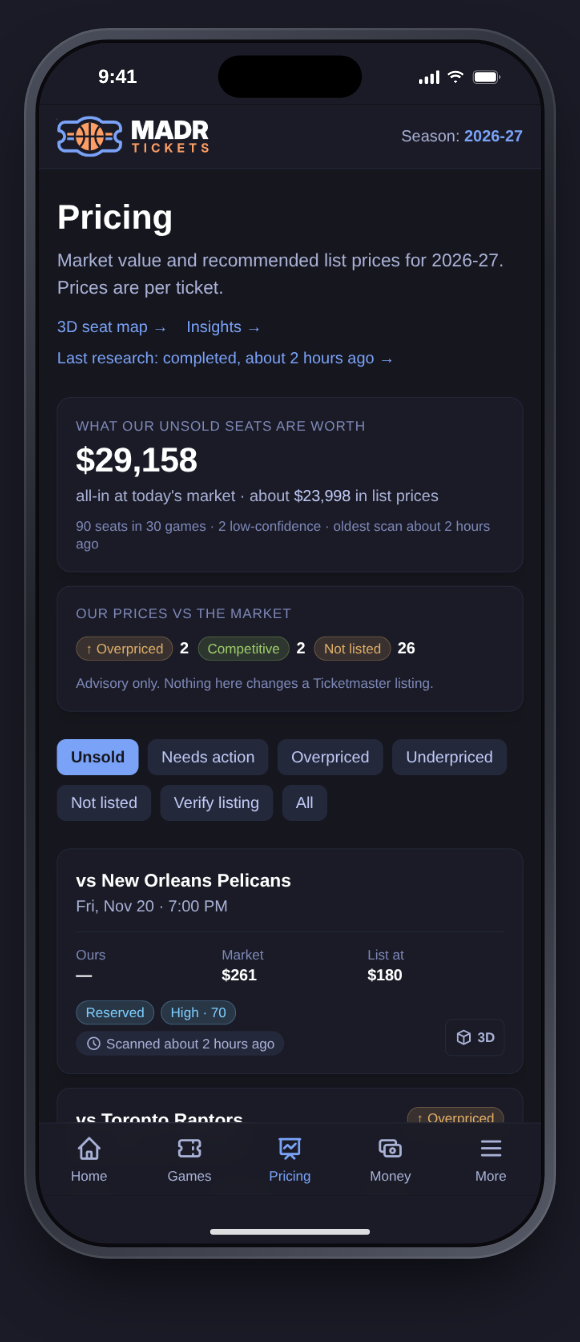 9:41
MADR
TICKETS
Season: 2026-27
Pricing
Market value and recommended list prices for 2026-27.
Prices are per ticket.
3D seat map → Insights →
Last research: completed, about 2 hours ago →
WHAT OUR UNSOLD SEATS ARE WORTH
$29,158
all-in at today's market · about $23,998 in list prices
90 seats in 30 games · 2 low-confidence · oldest scan about 2 hours
ago
OUR PRICES VS THE MARKET
↑ Overpriced 2 Competitive 2 Not listed 26
Advisory only. Nothing here changes a Ticketmaster listing.
Unsold Needs action Overpriced Underpriced
Not listed Verify listing All
vs New Orleans Pelicans
Fri, Nov 20 · 7:00 PM
Ours Market List at
— $261 $180
Reserved High · 70
Scanned about 2 hours ago 3D
vs Toronto Raptors ↑ Overpriced
Home Games Pricing Money More